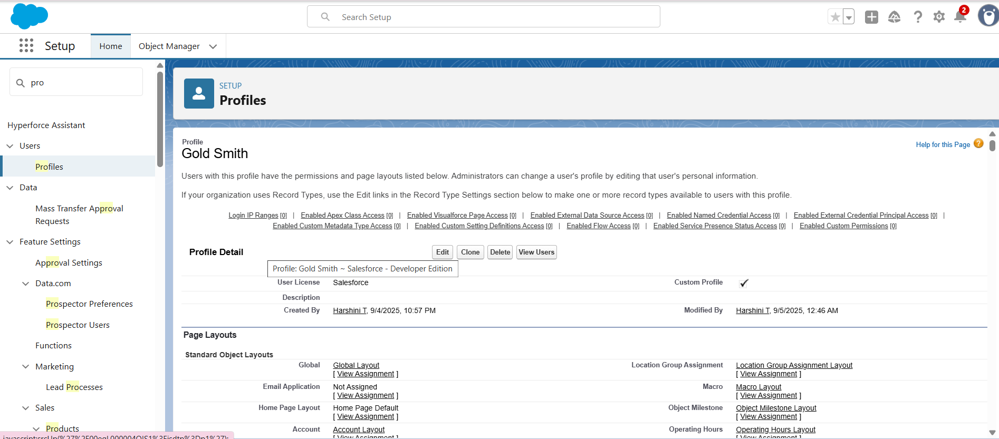 Search Setup
2
Setup
Home
Object Manager
pro
Hyperforce Assistant
Users
Profiles
Data
Mass Transfer Approval
Requests
Feature Settings
Approval Settings
Data.com
Prospector Preferences
Prospector Users
Functions
Marketing
Lead Processes
Sales
Products
SETUP
Profiles
Profile
Gold Smith
Help for this Page ?
Users with this profile have the permissions and page layouts listed below. Administrators can change a user's profile by editing that user's personal information.
If your organization uses Record Types, use the Edit links in the Record Type Settings section below to make one or more record types available to users with this profile.
Login IP Ranges [0] | Enabled Apex Class Access [0] | Enabled Visualforce Page Access [0] | Enabled External Data Source Access [0] | Enabled Named Credential Access [0] | Enabled External Credential Principal Access [0] |
Enabled Custom Metadata Type Access [0] | Enabled Custom Setting Definitions Access [0] | Enabled Flow Access [0] | Enabled Service Presence Status Access [0] | Enabled Custom Permissions [0]
Profile Detail
Edit Clone Delete View Users
Profile: Gold Smith ~ Salesforce - Developer Edition
User License Salesforce Custom Profile ✓
Description
Created By Harshini T, 9/4/2025, 10:57 PM Modified By Harshini T, 9/5/2025, 12:46 AM
Page Layouts
Standard Object Layouts
Global Global Layout Location Group Assignment Location Group Assignment Layout
[ View Assignment ] [ View Assignment ]
Email Application Not Assigned Macro Macro Layout
[ View Assignment ] [ View Assignment ]
Home Page Layout Home Page Default Object Milestone Object Milestone Layout
[ View Assignment ] [ View Assignment ]
Account Account Layout Operating Hours Operating Hours Layout
[ View Assignment ] [ View Assignment ]